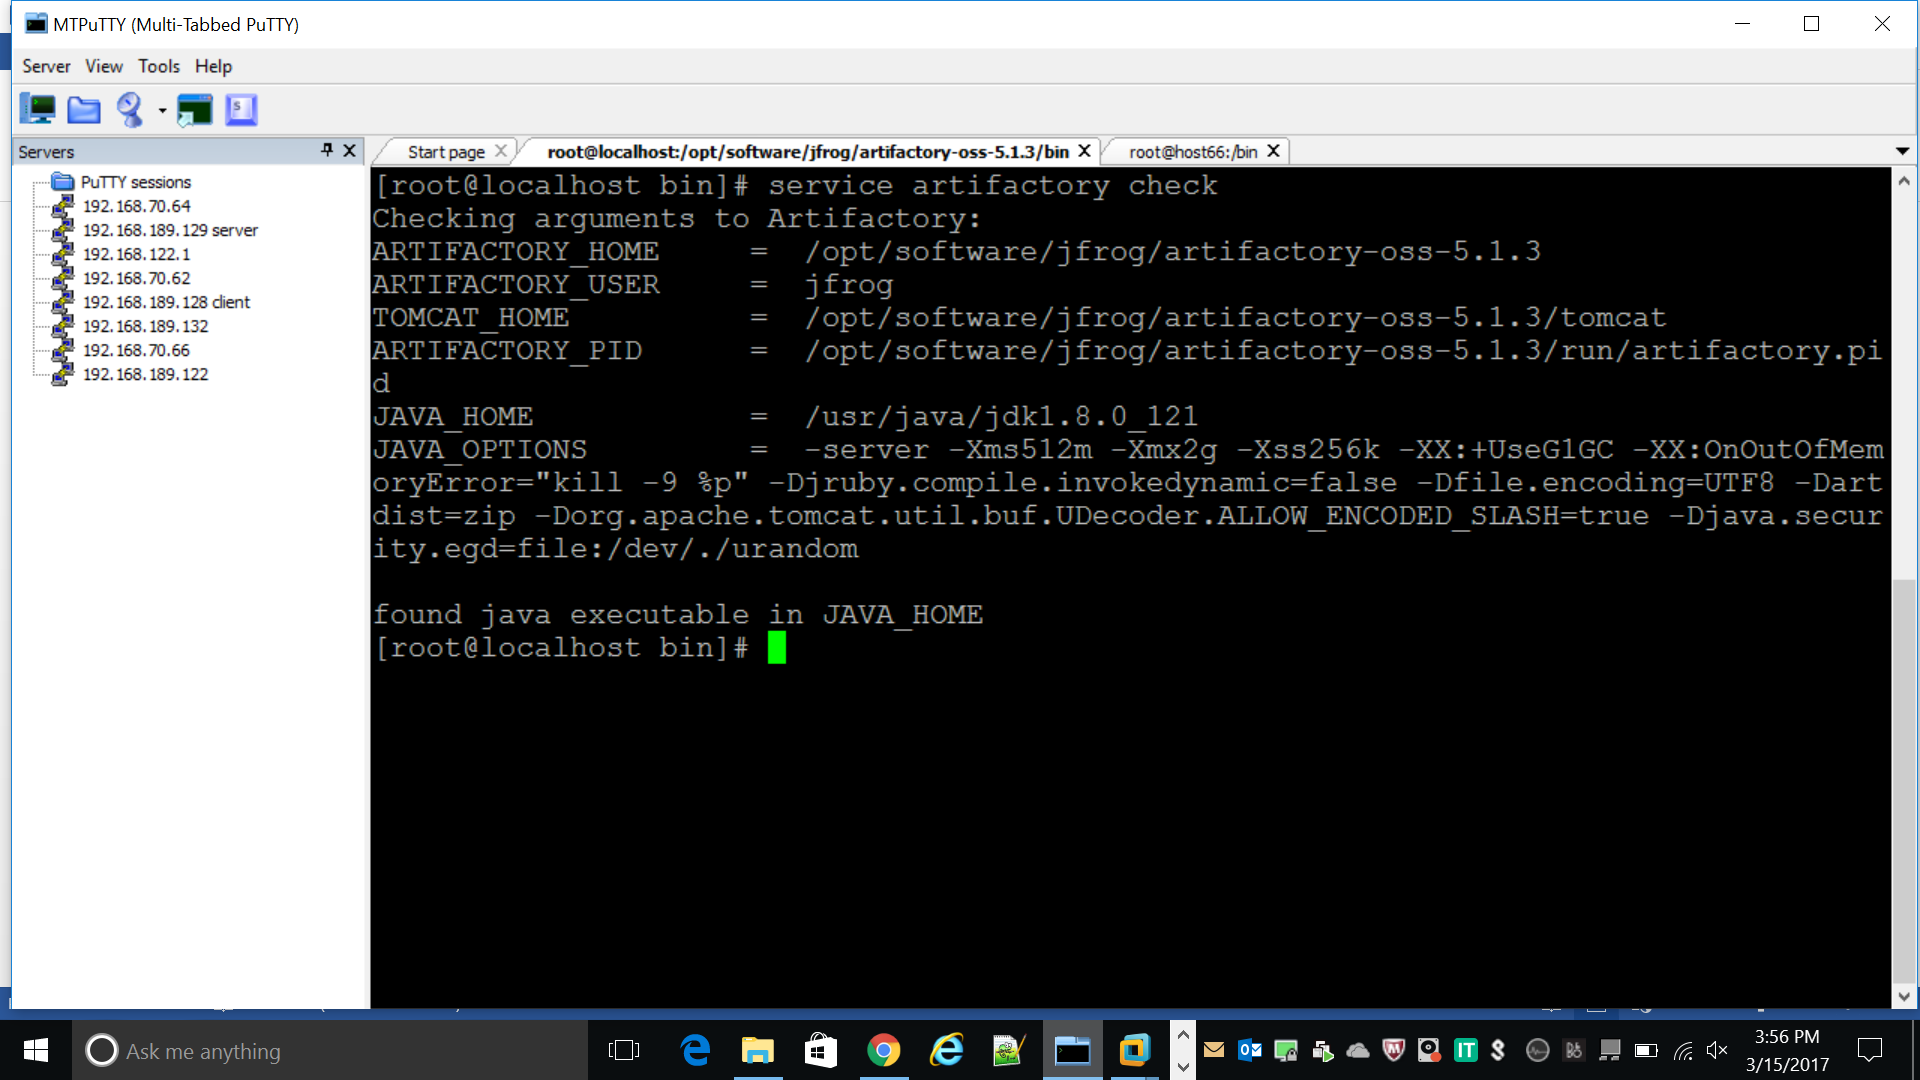 MTPuTTY (Multi-Tabbed PuTTY)
Server View Tools Help
Servers
PuTTY sessions
192.168.70.64
192.168.189.129 server
192.168.122.1
192.168.70.62
192.168.189.128 client
192.168.189.132
192.168.70.66
192.168.189.122
Start page root@localhost:/opt/software/jfrog/artifactory-oss-5.1.3/bin root@host66:/bin
[root@localhost bin]# service artifactory check
Checking arguments to Artifactory:
ARTIFACTORY_HOME = /opt/software/jfrog/artifactory-oss-5.1.3
ARTIFACTORY_USER = jfrog
TOMCAT_HOME = /opt/software/jfrog/artifactory-oss-5.1.3/tomcat
ARTIFACTORY_PID = /opt/software/jfrog/artifactory-oss-5.1.3/run/artifactory.pi
d
JAVA_HOME = /usr/java/jdk1.8.0_121
JAVA_OPTIONS = -server -Xms512m -Xmx2g -Xss256k -XX:+UseG1GC -XX:OnOutOfMem
oryError="kill -9 %p" -Djruby.compile.invokedynamic=false -Dfile.encoding=UTF8 -Dart
dist=zip -Dorg.apache.tomcat.util.buf.UDecoder.ALLOW_ENCODED_SLASH=true -Djava.secur
ity.egd=file:/dev/./urandom
found java executable in JAVA_HOME
[root@localhost bin]#
Ask me anything
3:56 PM
3/15/2017